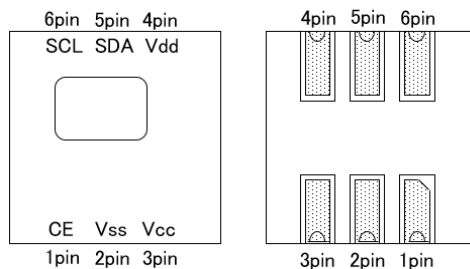 6pin 5pin 4pin
SCL SDA Vdd
CE Vss Vcc
1pin 2pin 3pin
4pin 5pin 6pin
3pin 2pin 1pin